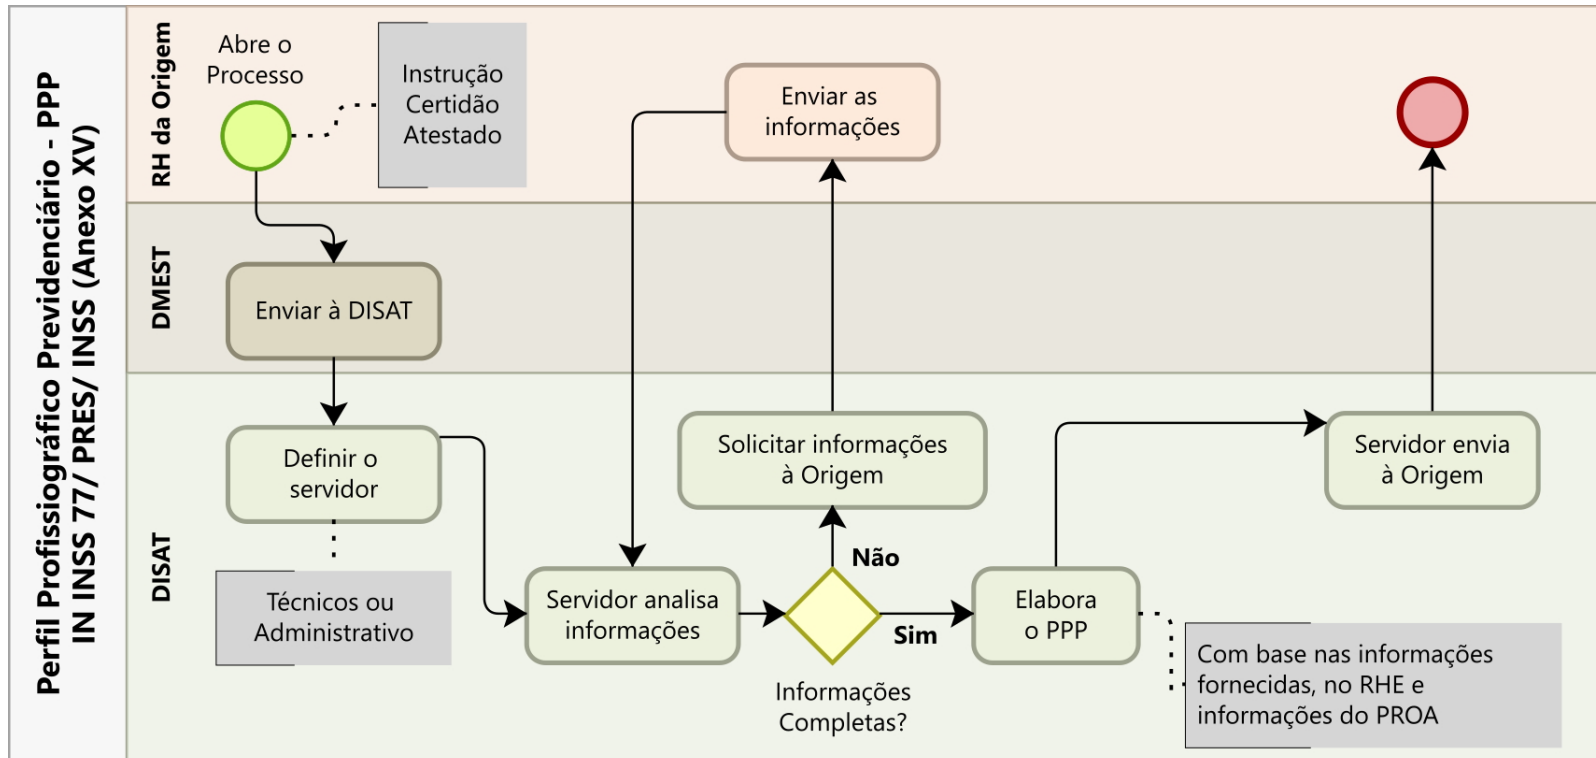 Perfil Profissiográfico Previdenciário - PPP
IN INSS 77/ PRES/ INSS (Anexo XV)
RH da Origem
Abre o
Processo
Instrução
Certidão
Atestado
Enviar as
informações
DMEST
Enviar à DISAT
DISAT
Definir o
servidor
Técnicos ou
Administrativo
Servidor analisa
informações
Solicitar informações
à Origem
Não
Sim
Informações
Completas?
Elabora
o PPP
Com base nas informações
fornecidas, no RHE e
informações do PROA
Servidor envia
à Origem